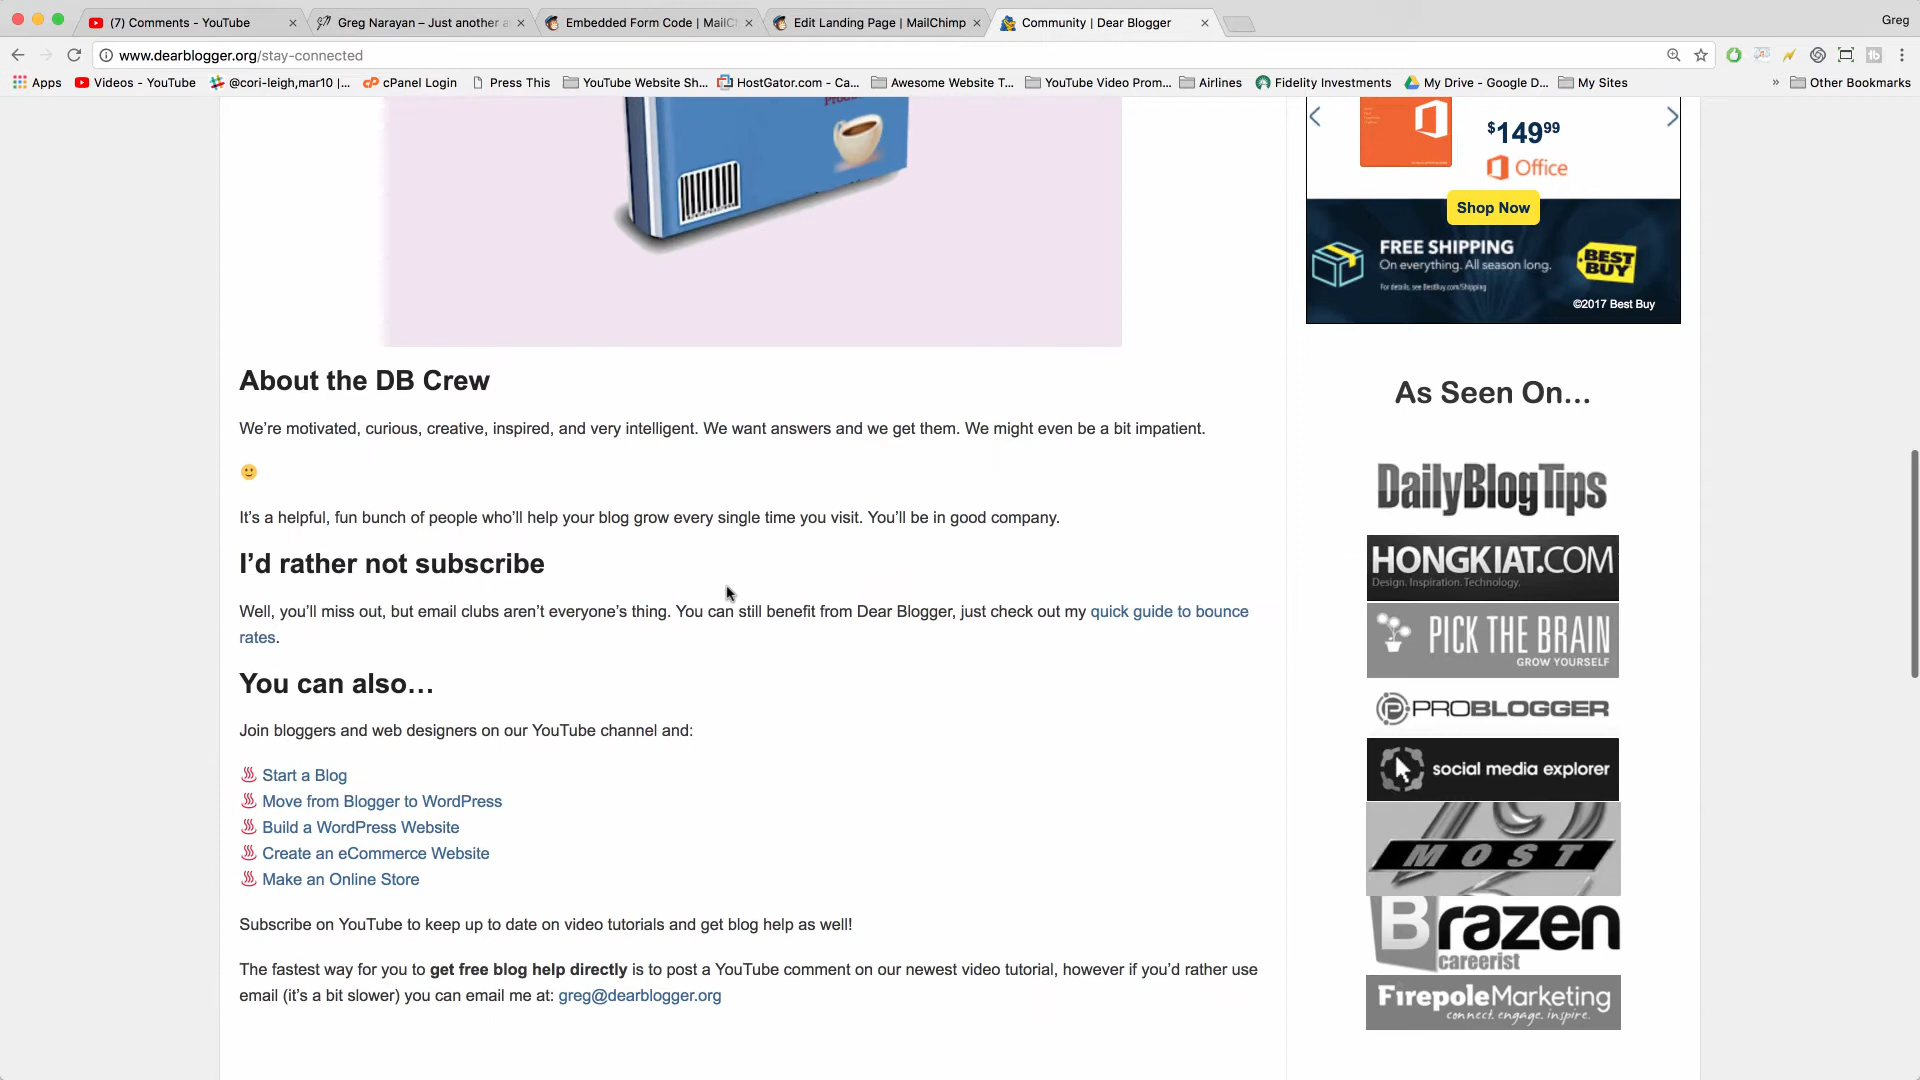 (7) Comments - YouTube
Greg Narayan – Just another a
Embedded Form Code | MailC
Edit Landing Page | MailChimp
Community | Dear Blogger
Greg
www.dearblogger.org/stay-connected
Apps
Videos - YouTube
@cori-leigh,mar10 |...
cPanel Login
Press This
YouTube Website Sh...
HostGator.com - Ca...
Awesome Website T...
YouTube Video Prom...
Airlines
Fidelity Investments
My Drive - Google D...
My Sites
»
Other Bookmarks
$149 99
Office
Shop Now
FREE SHIPPING
On everything. All season long.
For details, see BestBuy.com/Shipping
BEST
BUY
©2017 Best Buy
About the DB Crew
We’re motivated, curious, creative, inspired, and very intelligent. We want answers and we get them. We might even be a bit impatient.
🙂
It’s a helpful, fun bunch of people who’ll help your blog grow every single time you visit. You’ll be in good company.
I’d rather not subscribe
Well, you’ll miss out, but email clubs aren’t everyone’s thing. You can still benefit from Dear Blogger, just check out my quick guide to bounce
rates.
You can also…
Join bloggers and web designers on our YouTube channel and:
♨ Start a Blog
♨ Move from Blogger to WordPress
♨ Build a WordPress Website
♨ Create an eCommerce Website
♨ Make an Online Store
Subscribe on YouTube to keep up to date on video tutorials and get blog help as well!
The fastest way for you to get free blog help directly is to post a YouTube comment on our newest video tutorial, however if you’d rather use
email (it’s a bit slower) you can email me at: greg@dearblogger.org
As Seen On…
DailyBlogTips
HONGKIAT.COM
Design. Inspiration. Technology.
PICK THE BRAIN
GROW YOURSELF
PROBLOGGER
social media explorer
MOST
Brazen
careerist
FirepoleMarketing
connect. engage. inspire.